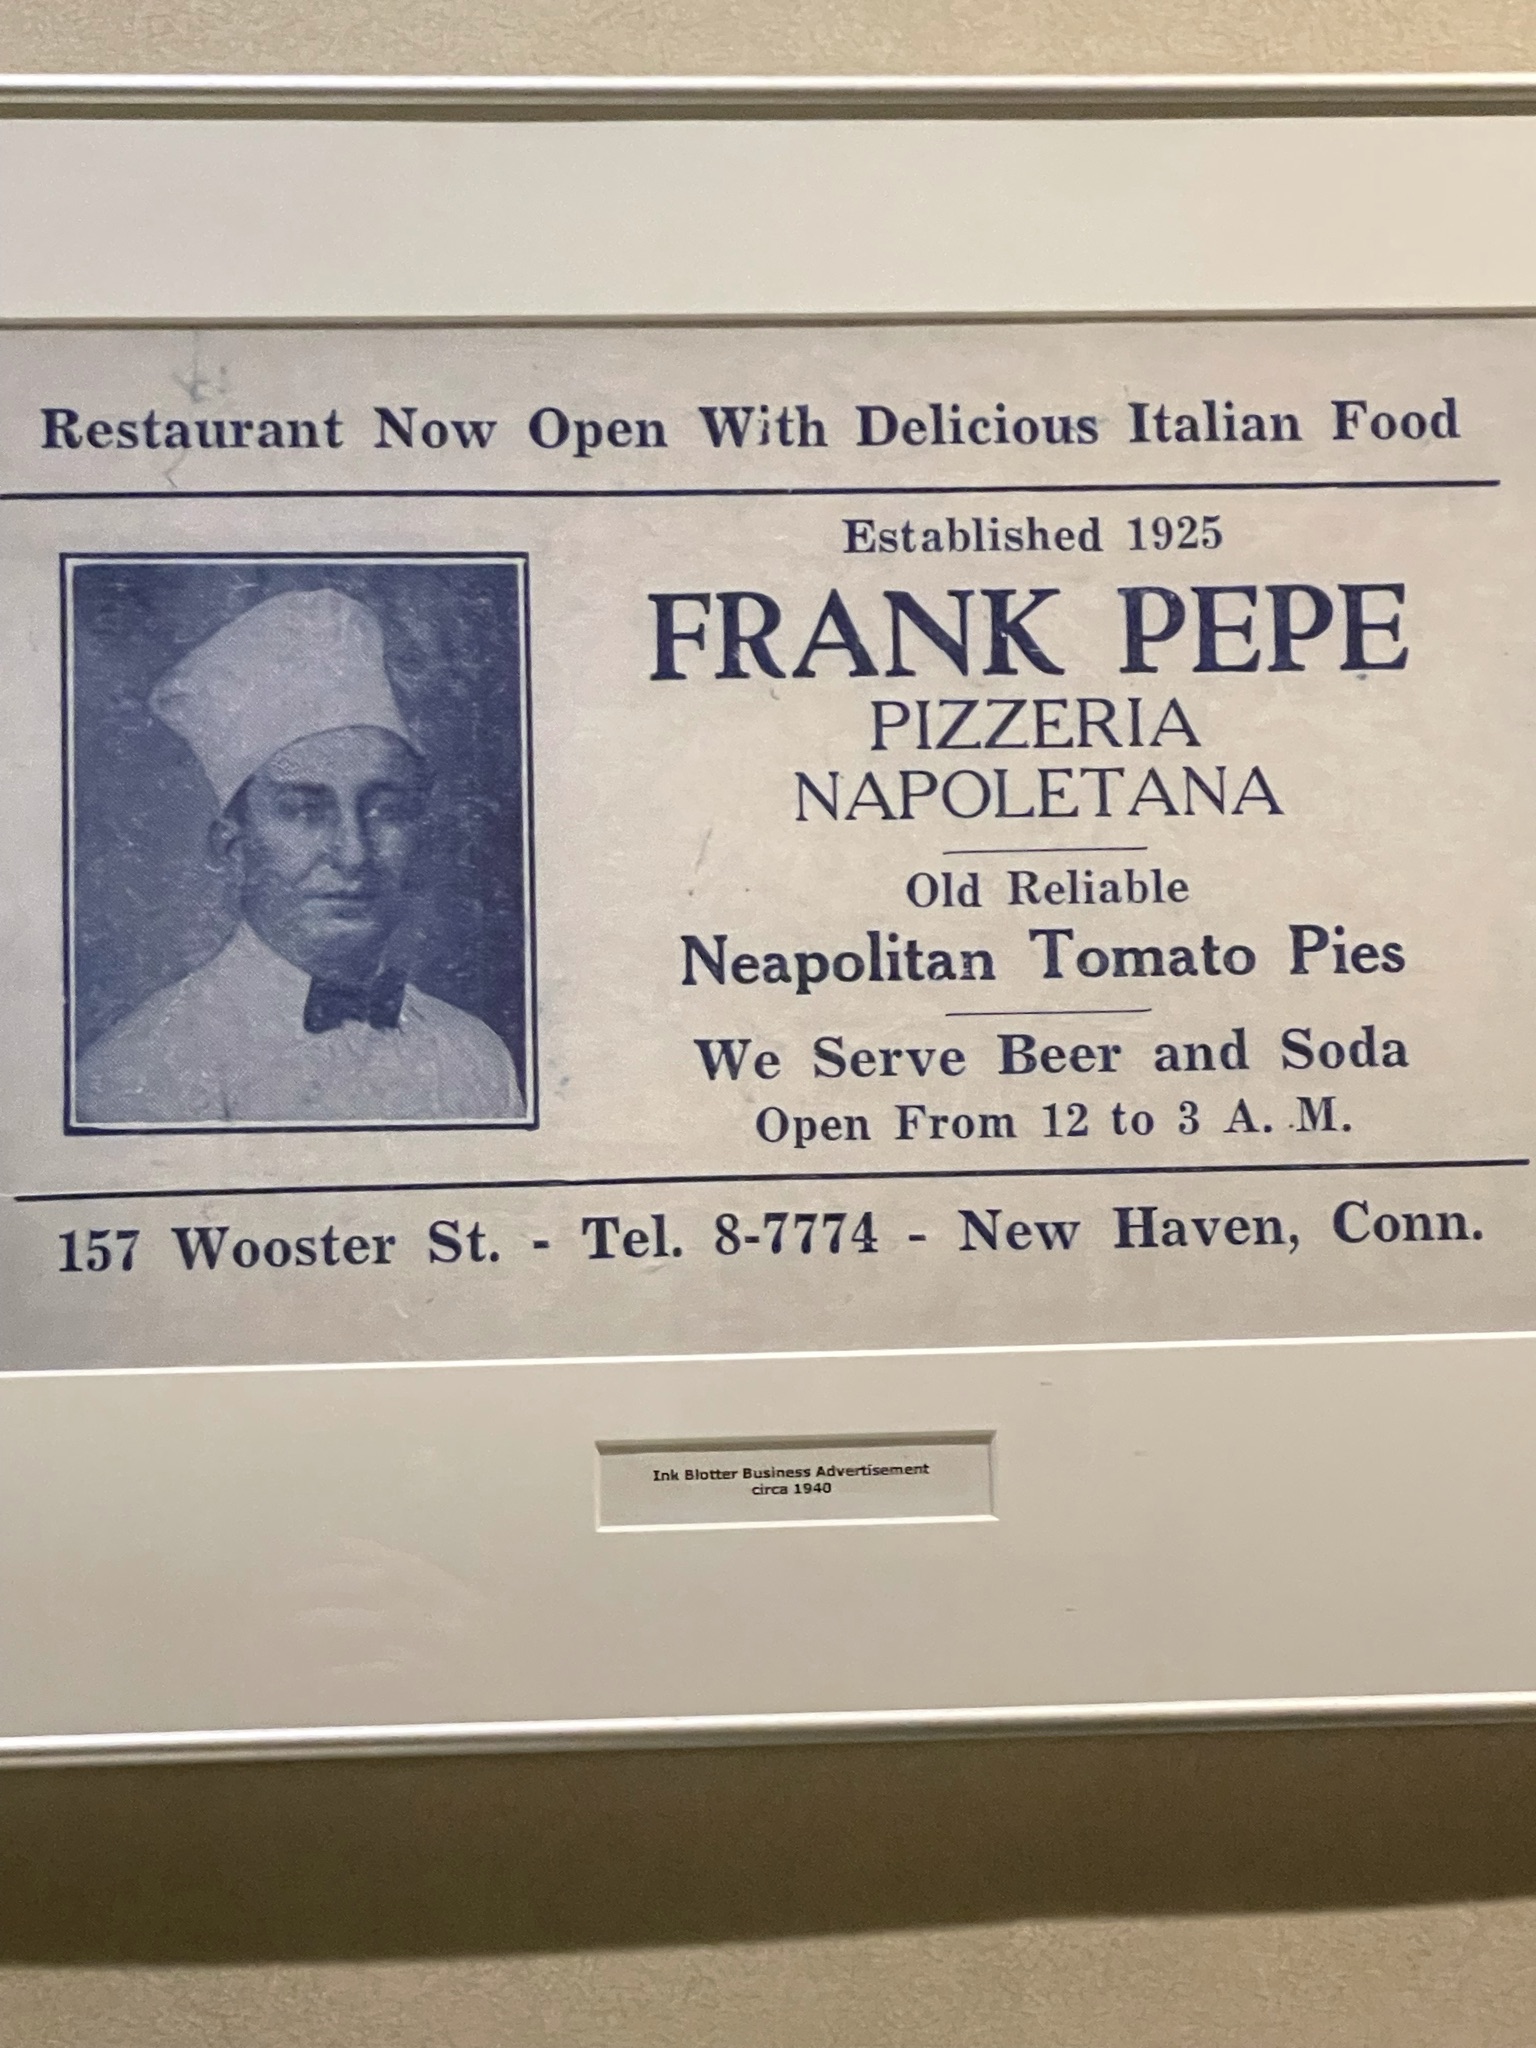 Restaurant Now Open With Delicious Italian Food
Established 1925
FRANK PEPE
PIZZERIA
NAPOLETANA
Old Reliable
Neapolitan Tomato Pies
We Serve Beer and Soda
Open From 12 to 3 A. M.
157 Wooster St. - Tel. 8-7774 - New Haven, Conn.
Ink Blotter Business Advertisement
circa 1940